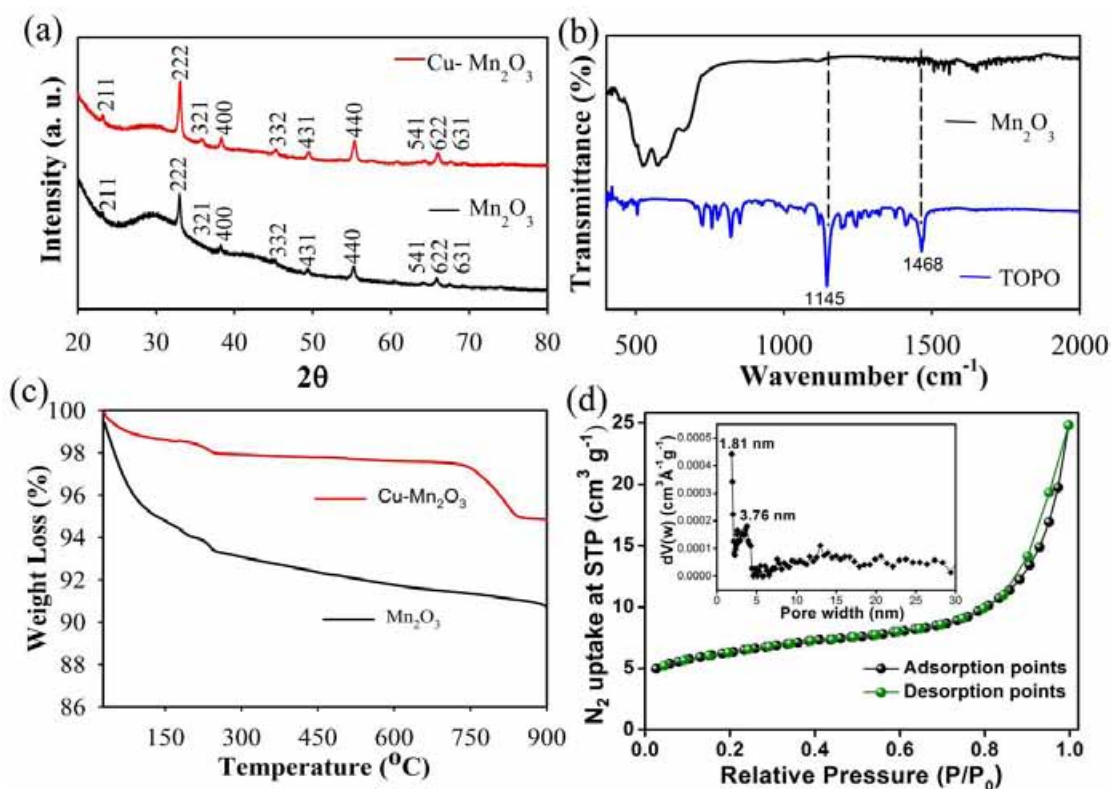 (a)
Cu- Mn₂O₃
211
222
321
400
332
431
440
541
622
631
Mn₂O₃
211
222
321
400
332
431
440
541
622
631
Intensity (a. u.)
20 30 40 50 60 70 80
2θ
(b)
Mn₂O₃
TOPO
1145
1468
Transmittance (%)
500 1000 1500 2000
Wavenumber (cm⁻¹)
(c)
100
98
96
94
92
90
88
86
Weight Loss (%)
Cu-Mn₂O₃
Mn₂O₃
150 300 450 600 750 900
Temperature (⁰C)
(d)
25
20
15
10
5
0
N₂ uptake at STP (cm³ g⁻¹)
0.0005
0.0004
0.0003
0.0002
0.0001
0.0000
dV(w) (cm³Å⁻¹g⁻¹)
1.81 nm
3.76 nm
0 5 10 15 20 25 30
Pore width (nm)
Adsorption points
Desorption points
0.0 0.2 0.4 0.6 0.8 1.0
Relative Pressure (P/P₀)